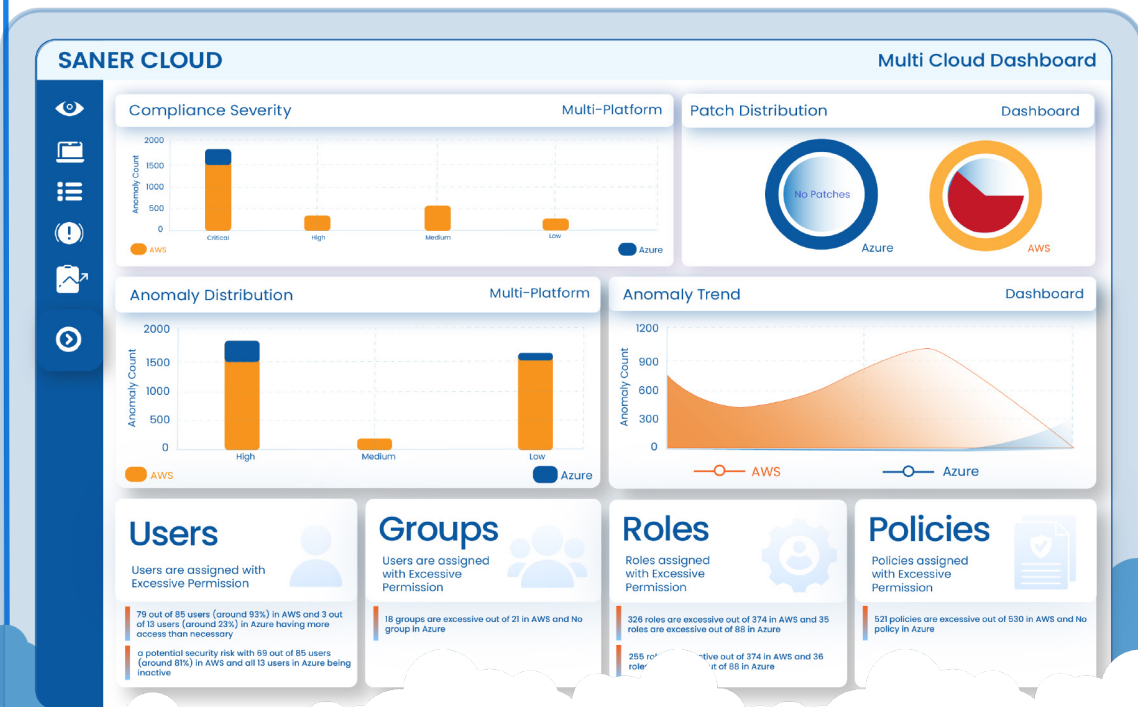 SANER CLOUD
Multi Cloud Dashboard
Compliance Severity
Multi-Platform
2000
1500
1000
500
0
Anomaly Count
Critical
High
Medium
Low
AWS
Azure
Patch Distribution
Dashboard
No Patches
Azure
AWS
Anomaly Distribution
Multi-Platform
2000
1500
1000
500
0
Anomaly Count
High
Medium
Low
AWS
Azure
Anomaly Trend
Dashboard
1200
900
600
300
0
Anomaly Count
AWS
Azure
Users
Users are assigned with
Excessive Permission
79 out of 85 users (around 93%) in AWS and 3 out
of 13 users (around 23%) in Azure having more
access than necessary
a potential security risk with 69 out of 85 users
(around 81%) in AWS and all 13 users in Azure being
inactive
Groups
Users are assigned
with Excessive
Permission
18 groups are excessive out of 21 in AWS and No
group in Azure
Roles
Roles assigned
with Excessive
Permission
326 roles are excessive out of 374 in AWS and 35
roles are excessive out of 88 in Azure
255 out of 374 in AWS and 36
of 88 in Azure
Policies
Policies assigned
with Excessive
Permission
521 policies are excessive out of 530 in AWS and No
policy in Azure